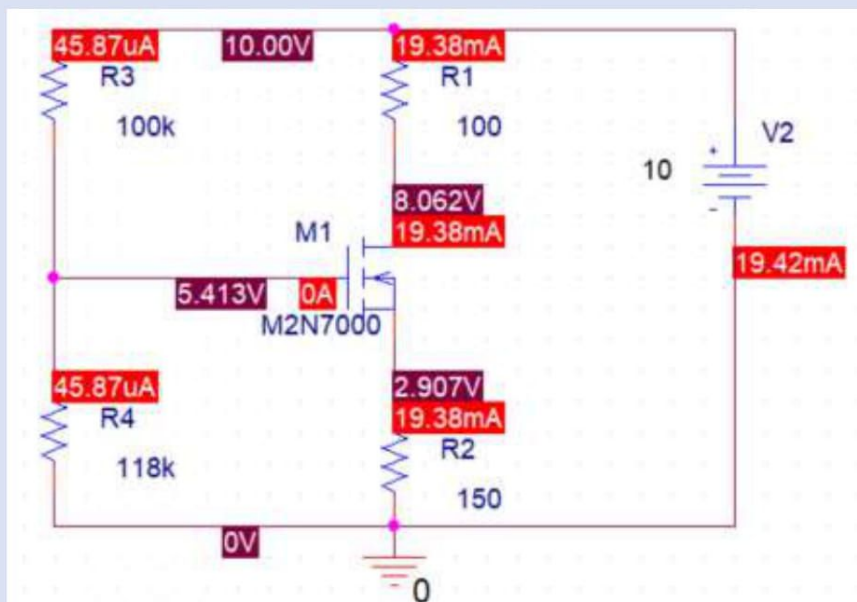 45.87uA
10.00V
19.38mA
R3
R1
100k
100
V2
+
10
-
8.062V
19.38mA
M1
19.42mA
5.413V
0A
M2N7000
45.87uA
2.907V
19.38mA
R4
R2
118k
150
0V
0